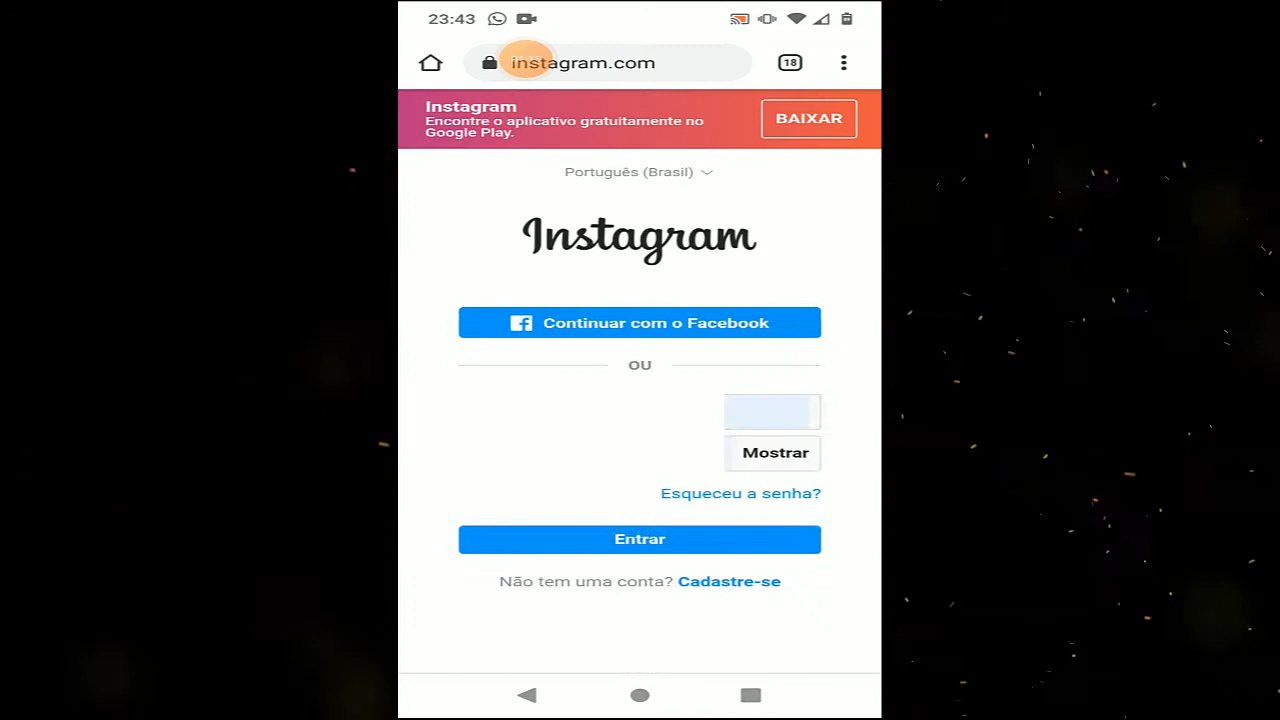 23:43
instagram.com
18
Instagram
Encontre o aplicativo gratuitamente no
Google Play.
BAIXAR
Português (Brasil)
Instagram
Continuar com o Facebook
OU
Mostrar
Esqueceu a senha?
Entrar
Não tem uma conta? Cadastre-se